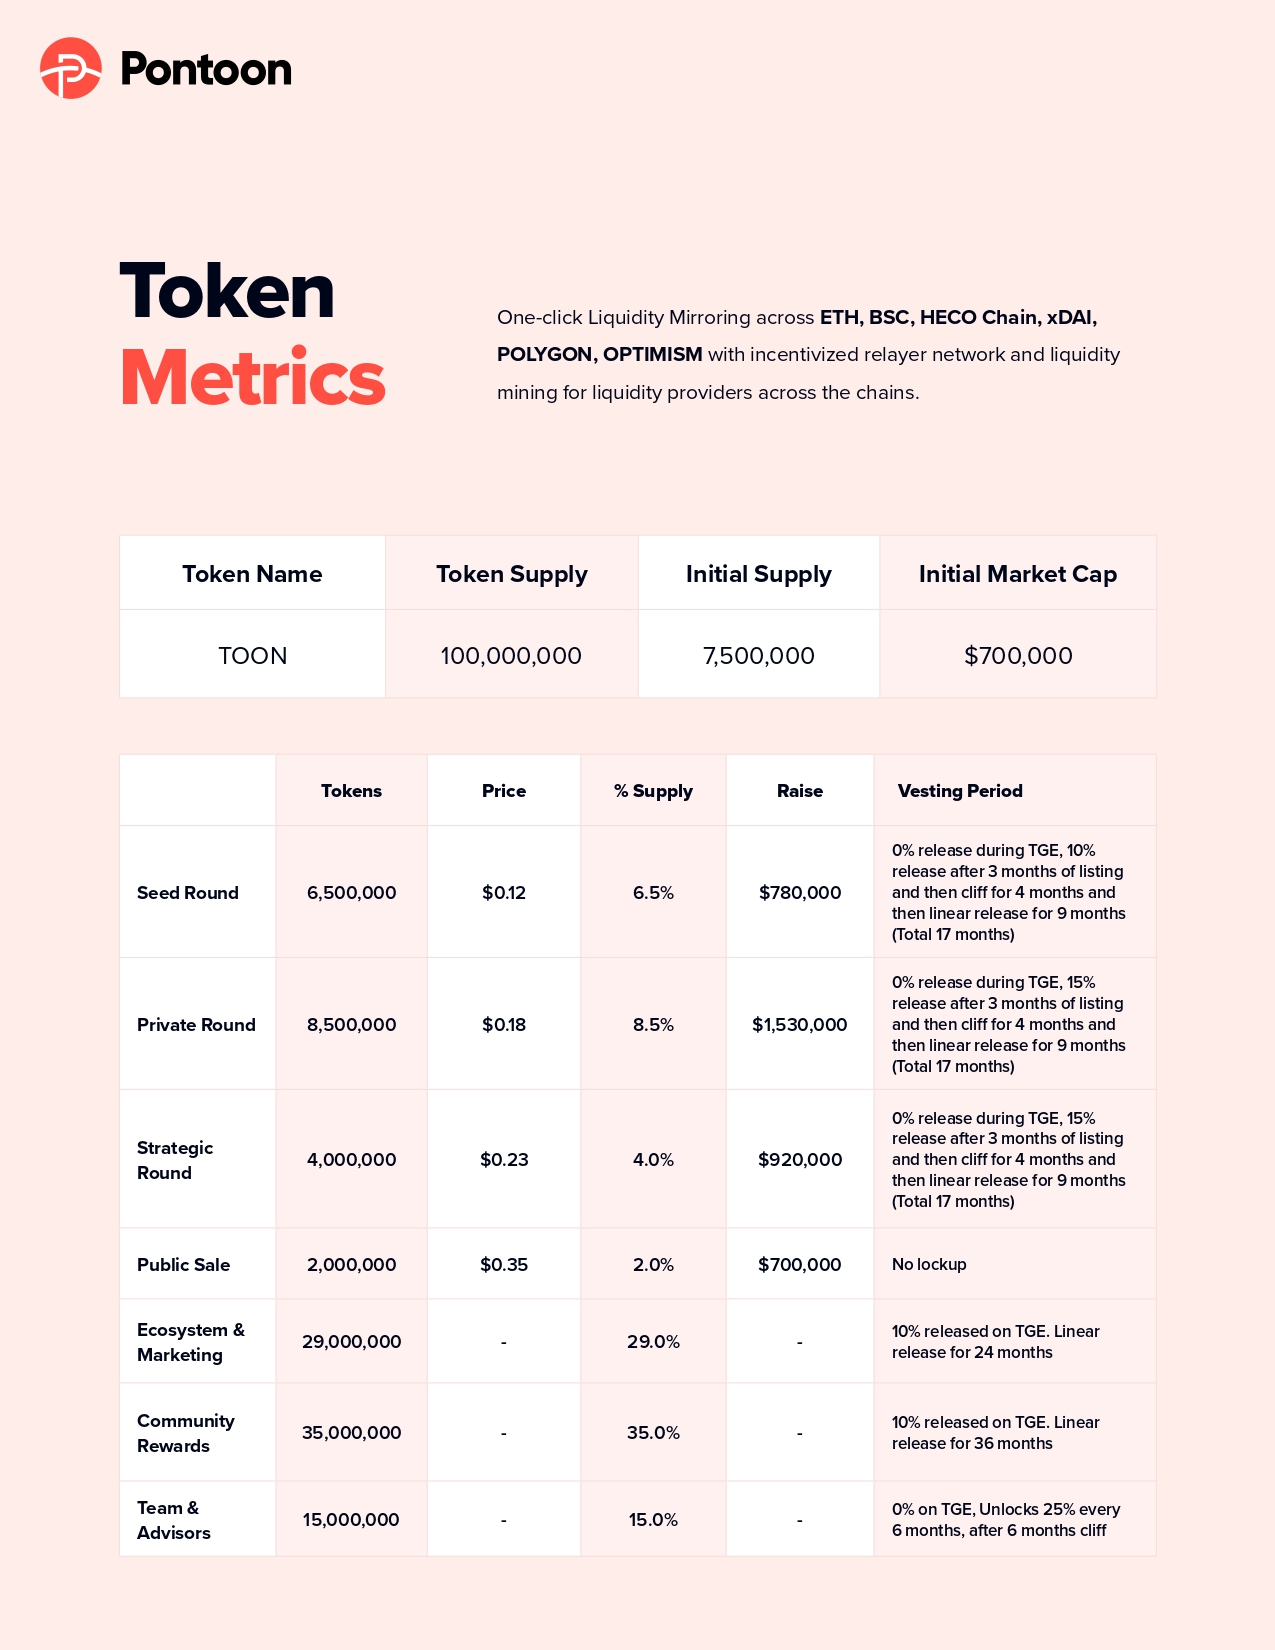 Pontoon
Token
Metrics
One-click Liquidity Mirroring across ETH, BSC, HECO Chain, xDAI,
POLYGON, OPTIMISM with incentivized relayer network and liquidity
mining for liquidity providers across the chains.
Token Name Token Supply Initial Supply Initial Market Cap
TOON 100,000,000 7,500,000 $700,000
Tokens Price % Supply Raise Vesting Period
Seed Round 6,500,000 $0.12 6.5% $780,000
0% release during TGE, 10%
release after 3 months of listing
and then cliff for 4 months and
then linear release for 9 months
(Total 17 months)
Private Round 8,500,000 $0.18 8.5% $1,530,000
0% release during TGE, 15%
release after 3 months of listing
and then cliff for 4 months and
then linear release for 9 months
(Total 17 months)
Strategic
Round
4,000,000 $0.23 4.0% $920,000
0% release during TGE, 15%
release after 3 months of listing
and then cliff for 4 months and
then linear release for 9 months
(Total 17 months)
Public Sale 2,000,000 $0.35 2.0% $700,000 No lockup
Ecosystem &
Marketing
29,000,000 - 29.0% -
10% released on TGE. Linear
release for 24 months
Community
Rewards
35,000,000 - 35.0% -
10% released on TGE. Linear
release for 36 months
Team &
Advisors
15,000,000 - 15.0% -
0% on TGE, Unlocks 25% every
6 months, after 6 months cliff